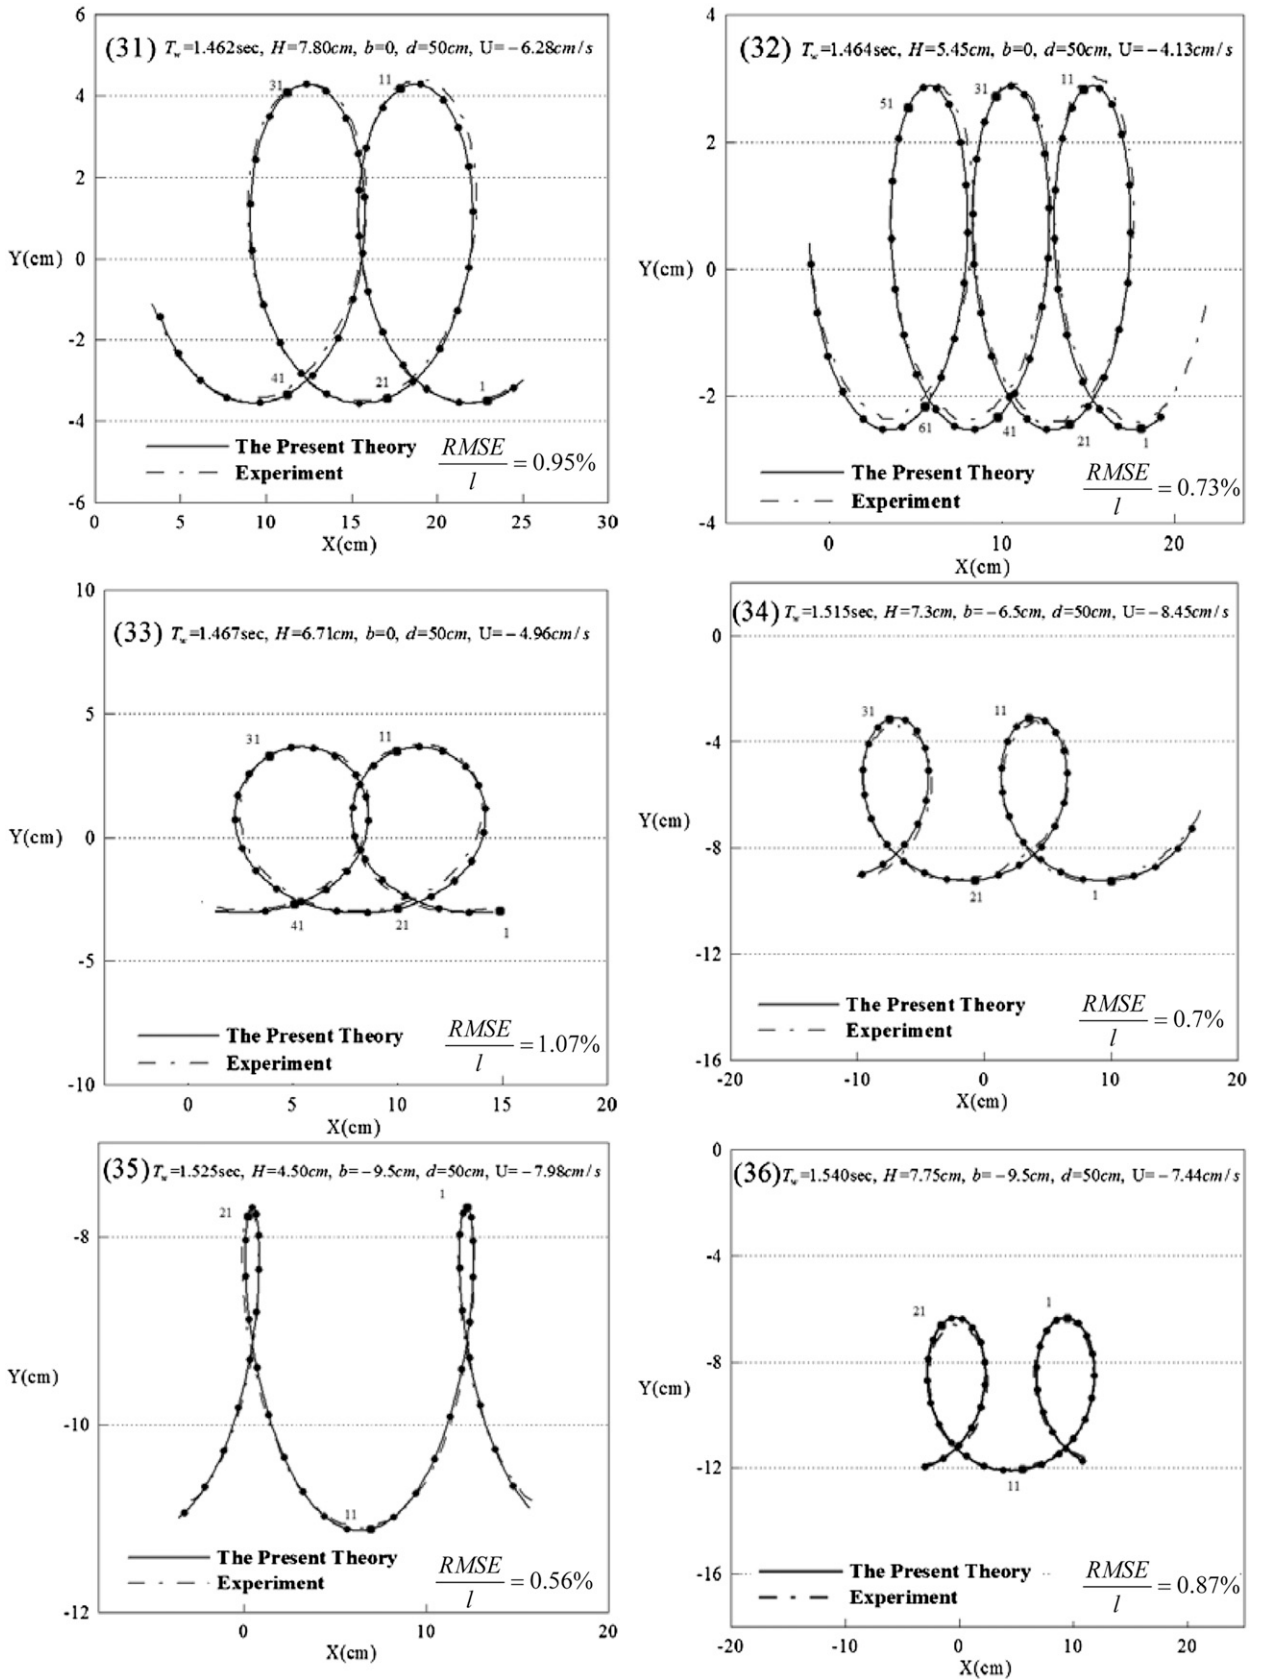 (31) T_w=1.462sec, H=7.80cm, b=0, d=50cm, U=-6.28cm/s
6
4
2
0
-2
-4
-6
Y(cm)
31
11
41
21
1
The Present Theory
Experiment
RMSE/l = 0.95%
0 5 10 15 20 25 30
X(cm)
(32) T_w=1.464sec, H=5.45cm, b=0, d=50cm, U=-4.13cm/s
4
2
0
-2
-4
Y(cm)
51
31
11
61
41
21
1
The Present Theory
Experiment
RMSE/l = 0.73%
0 10 20
X(cm)
(33) T_w=1.467sec, H=6.71cm, b=0, d=50cm, U=-4.96cm/s
10
5
0
-5
-10
Y(cm)
31
11
41
21
1
The Present Theory
Experiment
RMSE/l = 1.07%
0 5 10 15 20
X(cm)
(34) T_w=1.515sec, H=7.3cm, b=-6.5cm, d=50cm, U=-8.45cm/s
0
-4
-8
-12
-16
Y(cm)
31
11
21
1
The Present Theory
Experiment
RMSE/l = 0.7%
-20 -10 0 10 20
X(cm)
(35) T_w=1.525sec, H=4.50cm, b=-9.5cm, d=50cm, U=-7.98cm/s
-8
-10
-12
Y(cm)
21
1
11
The Present Theory
Experiment
RMSE/l = 0.56%
0 10 20
X(cm)
(36) T_w=1.540sec, H=7.75cm, b=-9.5cm, d=50cm, U=-7.44cm/s
0
-4
-8
-12
-16
Y(cm)
21
1
11
The Present Theory
Experiment
RMSE/l = 0.87%
-20 -10 0 10 20
X(cm)